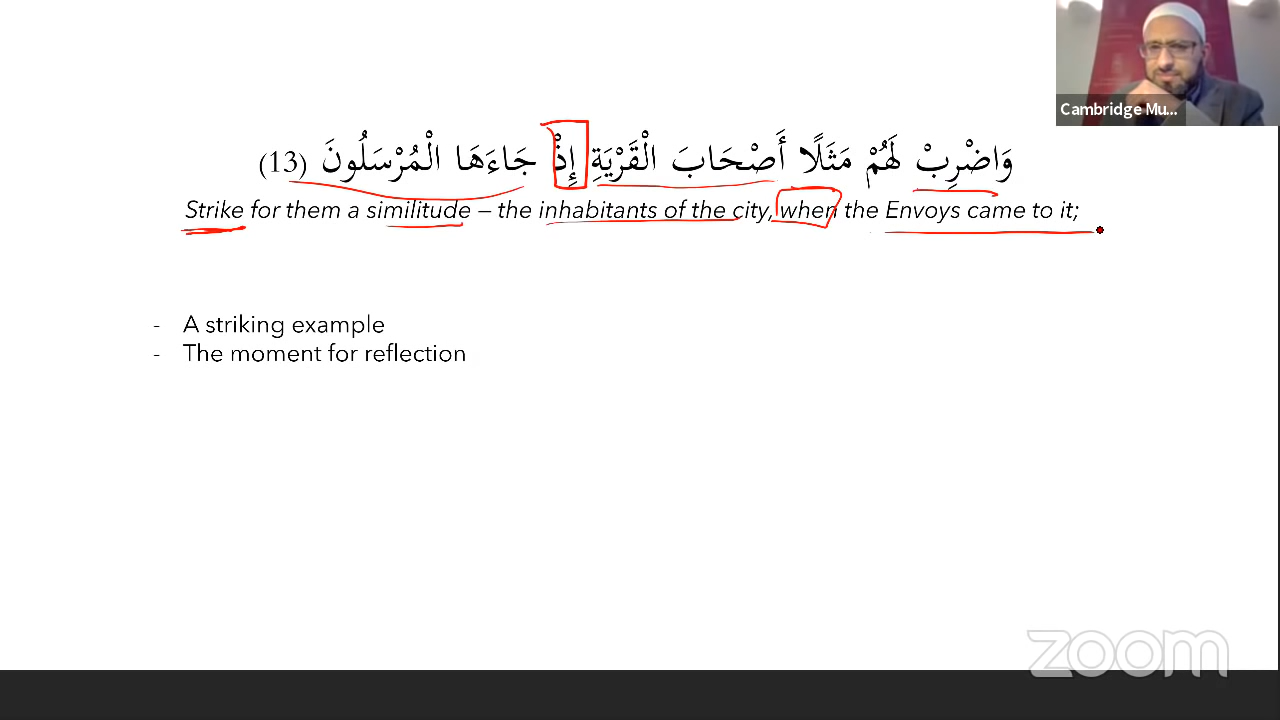 Cambridge Mu...
وَاضْرِبْ لَهُمْ مَثَلًا أَصْحَابَ الْقَرْيَةِ إِذْ جَاءَهَا الْمُرْسَلُونَ (13)
Strike for them a similitude – the inhabitants of the city, when the Envoys came to it;
- A striking example
- The moment for reflection
zoom